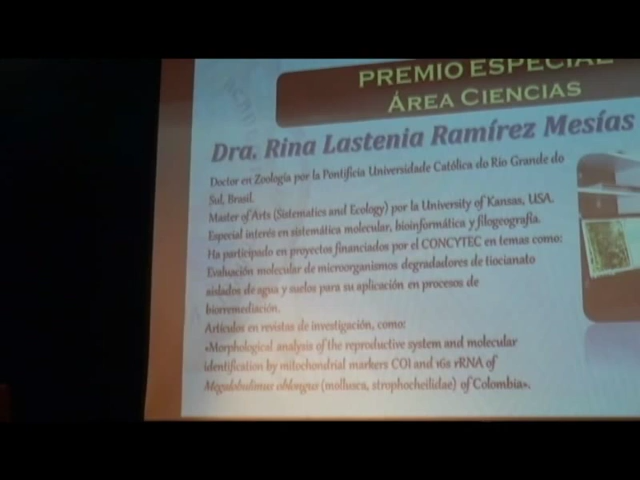 PREMIO ESPECIAL
ÁREA CIENCIAS
Dra. Rina Lastenia Ramírez Mesías
Doctor en Zoología por la Pontificia Universidade Católica do Rio Grande do
Sul, Brasil.
Master of Arts (Sistematics and Ecology) por la University of Kansas, USA.
Especial interés en sistemática molecular, bioinformática y filogeografía.
Ha participado en proyectos financiados por el CONCYTEC en temas como:
Evaluación molecular de microorganismos degradadores de tiocianato
aislados de agua y suelos para su aplicación en procesos de
biorremediación.
Artículos en revistas de investigación, como:
«Morphological analysis of the reproductive system and molecular
identification by mitochondrial markers COI and 16s rRNA of
Megalobulimus oblongus (mollusca, strophocheilidae) of Colombia».